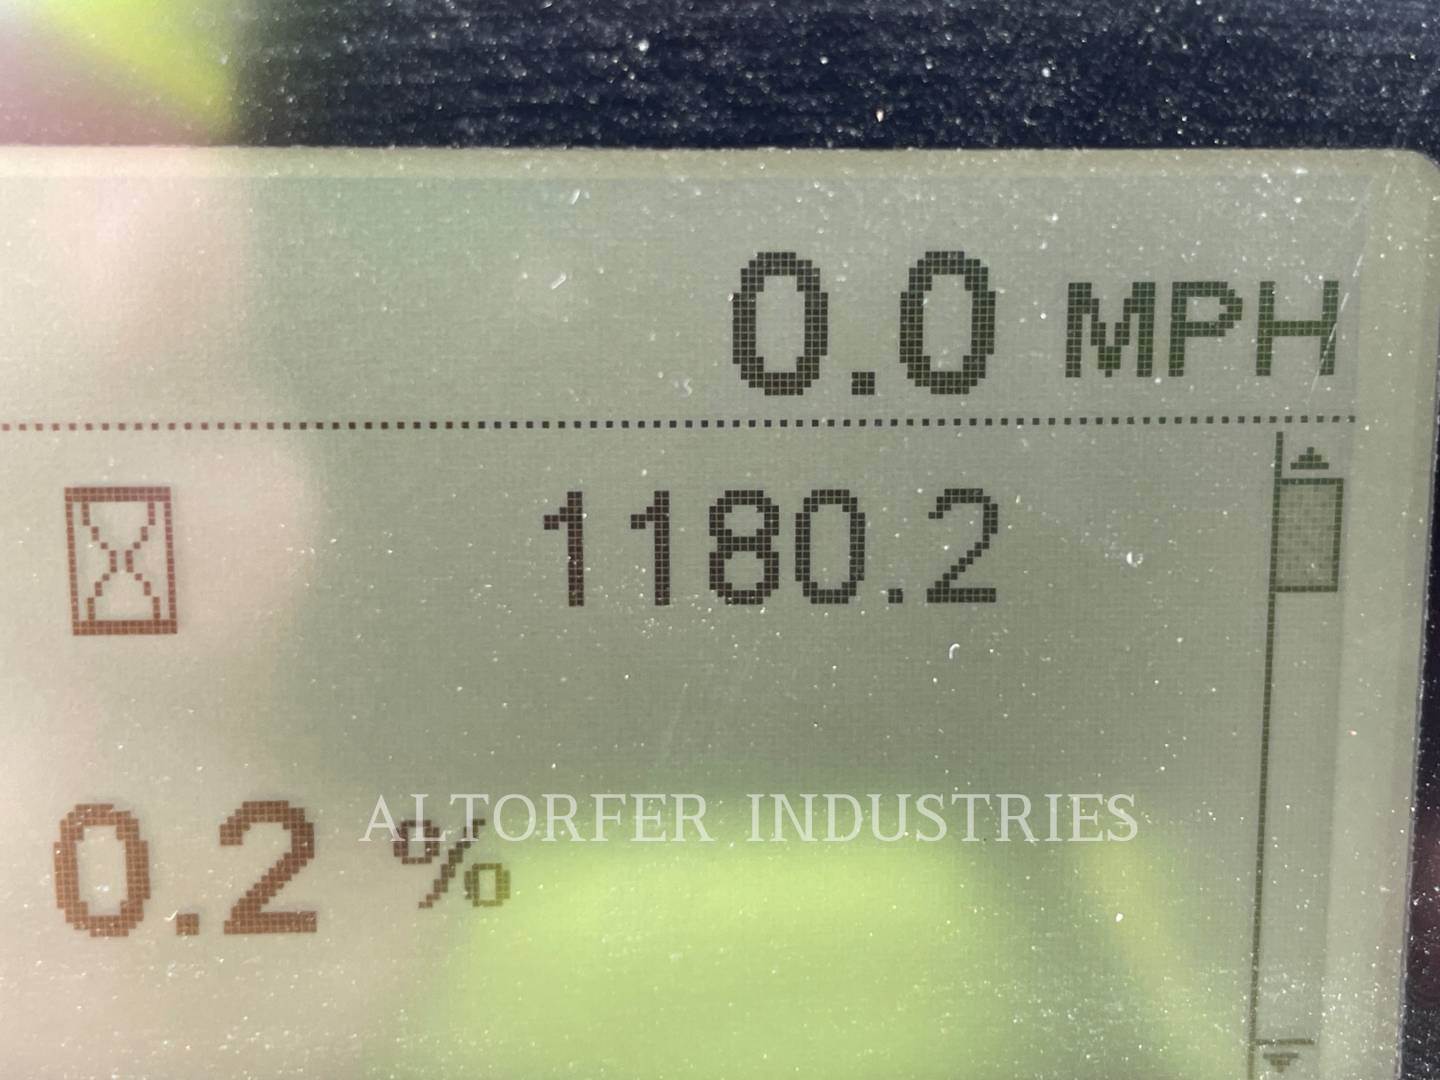 0.0 MPH
1180.2
ALTORFER INDUSTRIES
0.2 %